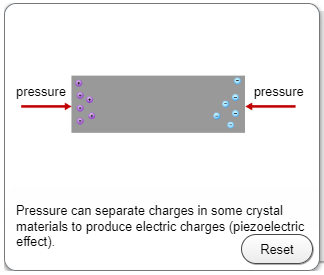 pressure
pressure
Pressure can separate charges in some crystal
materials to produce electric charges (piezoelectric
effect).
Reset